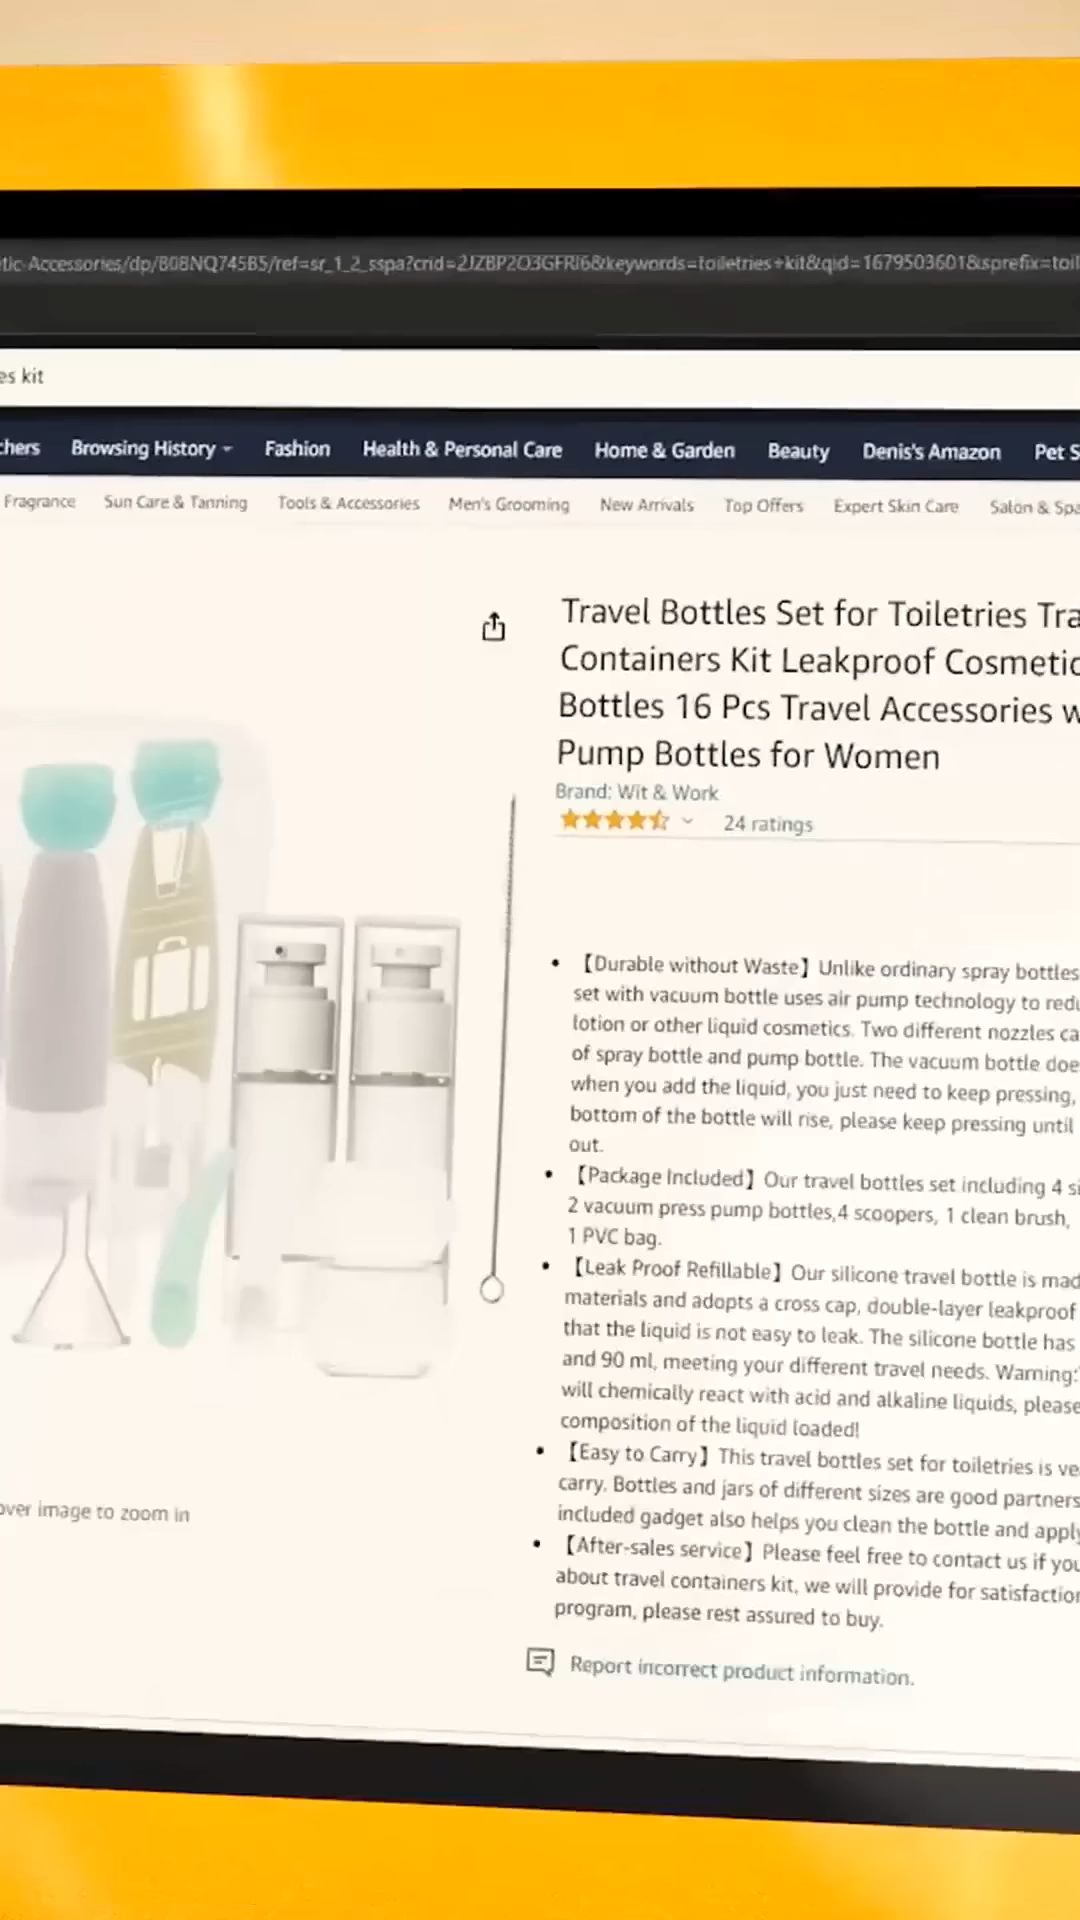 tic-Accessories/dp/B0BNQ745B5/ref=sr_1_2_sspa?crid=2JZBP2O3GFRJ6&keywords=toiletries+kit&qid=1679503601&sprefix=toil
es kit
chers Browsing History Fashion Health & Personal Care Home & Garden Beauty Denis's Amazon Pet S
Fragrance Sun Care & Tanning Tools & Accessories Men's Grooming New Arrivals Top Offers Expert Skin Care Salon & Spa
Travel Bottles Set for Toiletries Tra
Containers Kit Leakproof Cosmetic
Bottles 16 Pcs Travel Accessories w
Pump Bottles for Women
Brand: Wit & Work
24 ratings
• 【Durable without Waste】Unlike ordinary spray bottles
set with vacuum bottle uses air pump technology to redu
lotion or other liquid cosmetics. Two different nozzles ca
of spray bottle and pump bottle. The vacuum bottle doe
when you add the liquid, you just need to keep pressing,
bottom of the bottle will rise, please keep pressing until
out.
• 【Package Included】Our travel bottles set including 4 si
2 vacuum press pump bottles,4 scoopers, 1 clean brush,
1 PVC bag.
• 【Leak Proof Refillable】Our silicone travel bottle is mad
materials and adopts a cross cap, double-layer leakproof
that the liquid is not easy to leak. The silicone bottle has
and 90 ml, meeting your different travel needs. Warning:
will chemically react with acid and alkaline liquids, please
composition of the liquid loaded!
• 【Easy to Carry】This travel bottles set for toiletries is ve
carry. Bottles and jars of different sizes are good partners
included gadget also helps you clean the bottle and apply
• 【After-sales service】Please feel free to contact us if you
about travel containers kit, we will provide for satisfaction
program, please rest assured to buy.
over image to zoom in
Report incorrect product information.